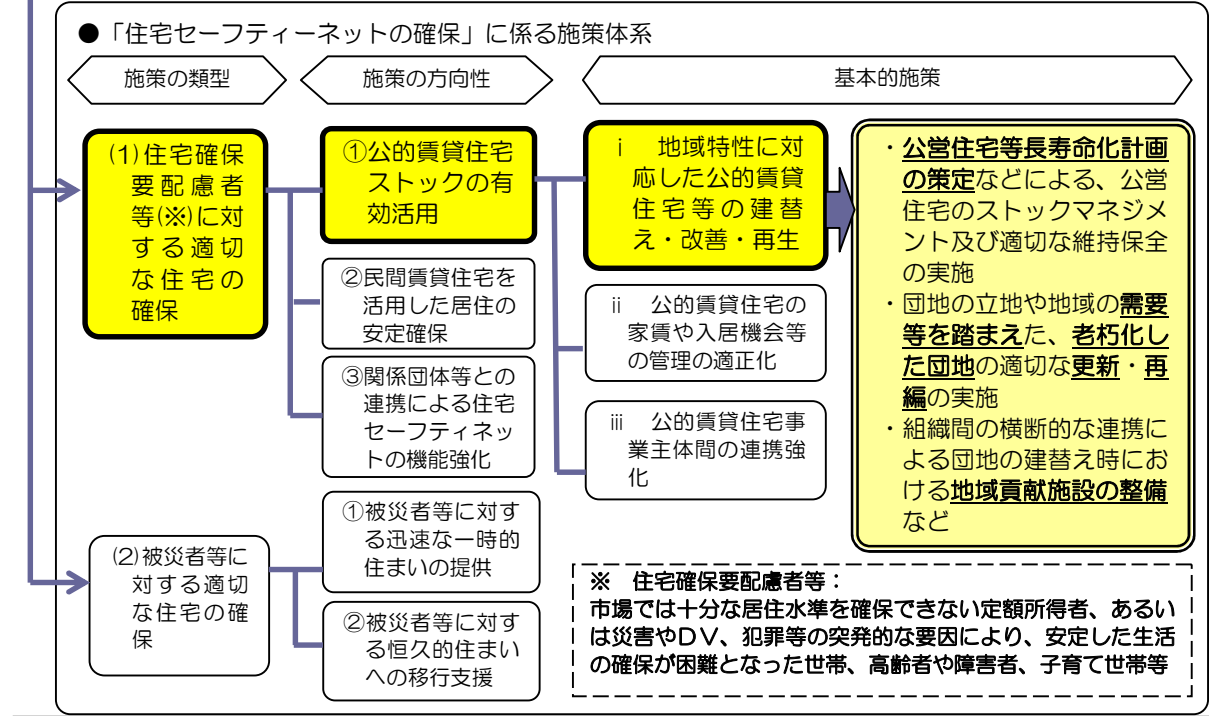 ●「住宅セーフティーネットの確保」に係る施策体系
施策の類型
施策の方向性
基本的施策
(1)住宅確保
要配慮者
等(※)に対
する適切
な住宅の
確保
①公的賃貸住宅
ストックの有
効活用
②民間賃貸住宅を
活用した居住の
安定確保
③関係団体等との
連携による住宅
セーフティネッ
トの機能強化
ⅰ 地域特性に対
応した公的賃貸
住宅等の建替
え・改善・再生
ⅱ 公的賃貸住宅の
家賃や入居機会等
の管理の適正化
ⅲ 公的賃貸住宅事
業主体間の連携強
化
・公営住宅等長寿命化計画
の策定などによる、公営
住宅のストックマネジメ
ント及び適切な維持保全
の実施
・団地の立地や地域の需要
等を踏まえた、老朽化し
た団地の適切な更新・再
編の実施
・組織間の横断的な連携に
よる団地の建替え時にお
ける地域貢献施設の整備
など
(2)被災者等に
対する適切
な住宅の確
保
①被災者等に対す
る迅速な一時的
住まいの提供
②被災者等に対す
る恒久的住まい
への移行支援
※ 住宅確保要配慮者等：
市場では十分な居住水準を確保できない定額所得者、あるい
は災害やDV、犯罪等の突発的な要因により、安定した生活
の確保が困難となった世帯、高齢者や障害者、子育て世帯等